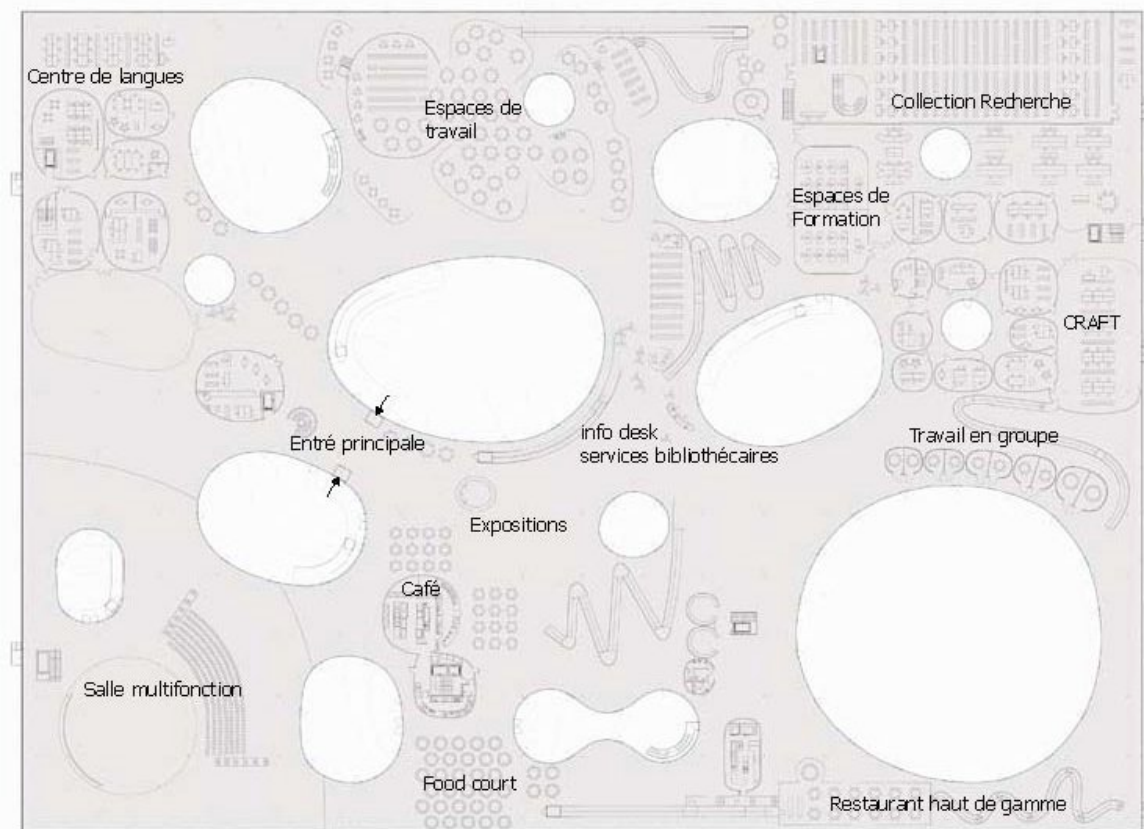 Centre de langues
Espaces de
travail
Collection Recherche
Espaces de
Formation
CRAFT
Entré principale
info desk
services bibliothécaires
Travail en groupe
Expositions
Café
Salle multifonction
Food court
Restaurant haut de gamme